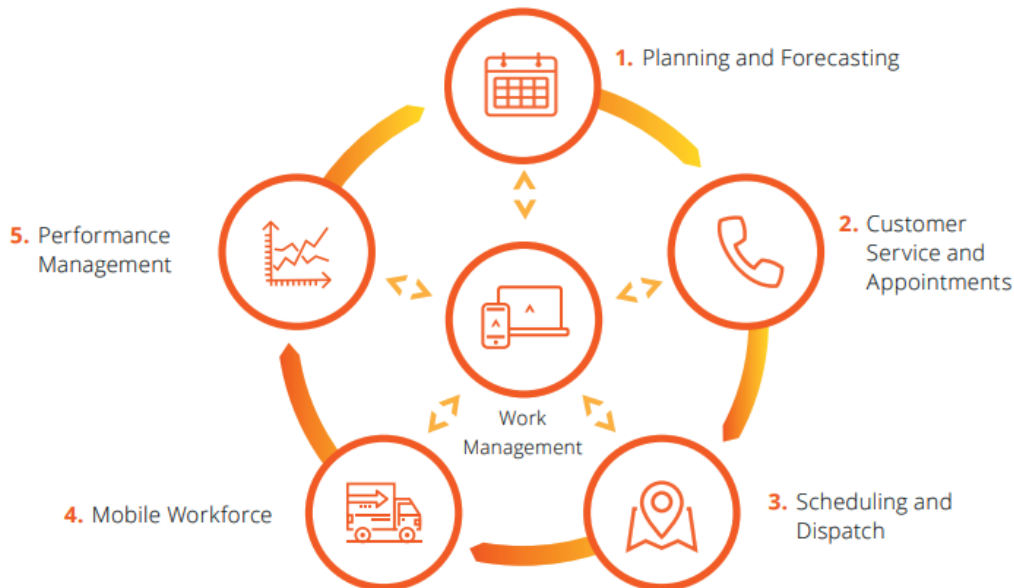 1. Planning and Forecasting
2. Customer
Service and
Appointments
3. Scheduling and
Dispatch
4. Mobile Workforce
5. Performance
Management
Work
Management